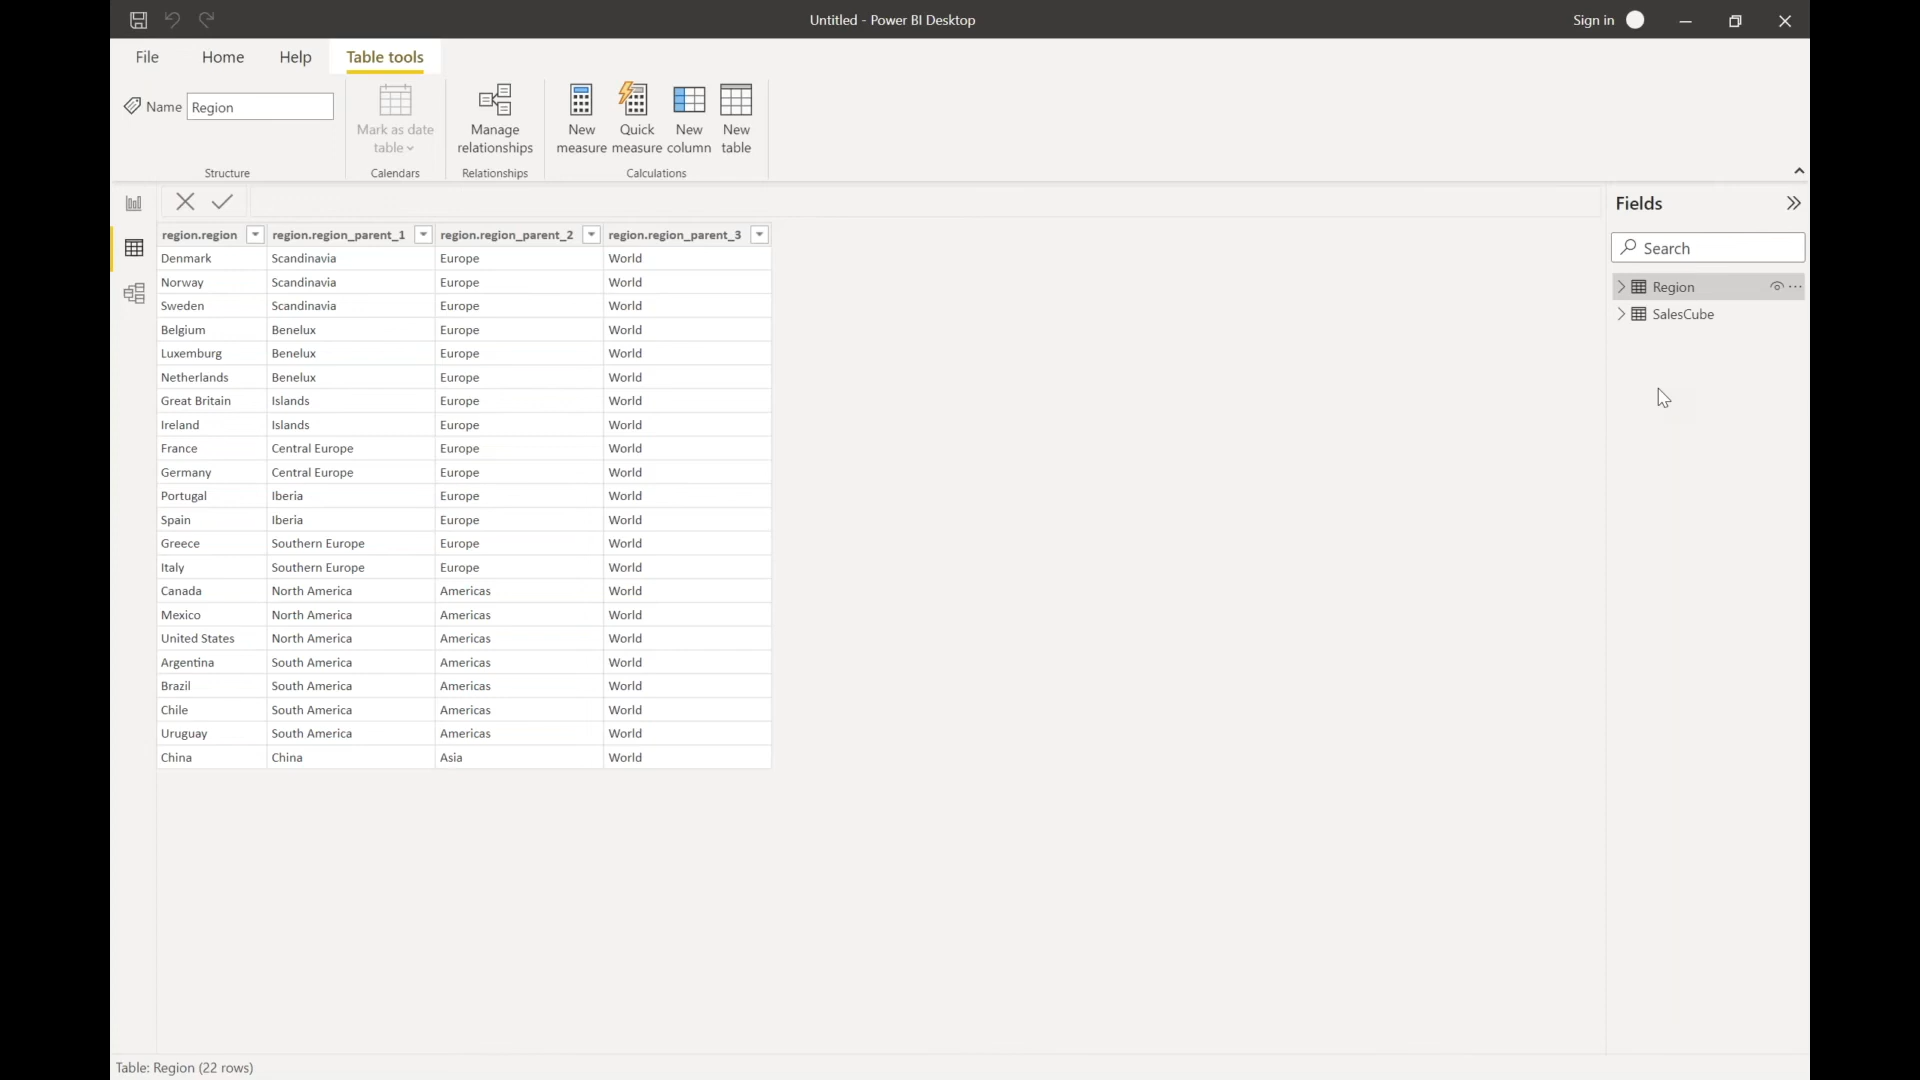 Untitled - Power BI Desktop
Sign in
File Home Help Table tools
Name Region
Mark as date table
Manage relationships
New measure
Quick measure
New column
New table
Structure Calendars Relationships Calculations
Fields
Search
Region
SalesCube
region.region region.region_parent_1 region.region_parent_2 region.region_parent_3
Denmark Scandinavia Europe World
Norway Scandinavia Europe World
Sweden Scandinavia Europe World
Belgium Benelux Europe World
Luxemburg Benelux Europe World
Netherlands Benelux Europe World
Great Britain Islands Europe World
Ireland Islands Europe World
France Central Europe Europe World
Germany Central Europe Europe World
Portugal Iberia Europe World
Spain Iberia Europe World
Greece Southern Europe Europe World
Italy Southern Europe Europe World
Canada North America Americas World
Mexico North America Americas World
United States North America Americas World
Argentina South America Americas World
Brazil South America Americas World
Chile South America Americas World
Uruguay South America Americas World
China China Asia World
Table: Region (22 rows)